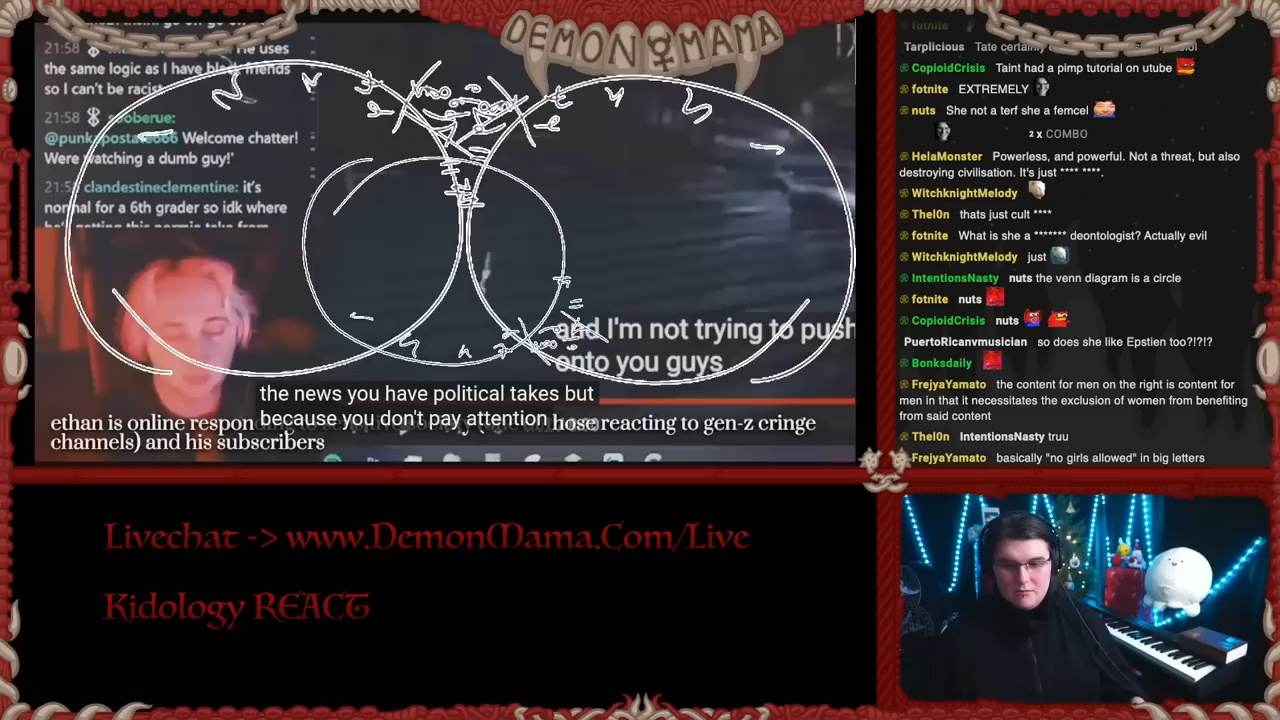 DEMON MAMA
21:58
He uses
the same logic as I have black friends
so I can't be racist
21:58
Welcome chatter!
Were watching a dumb guy!'
clandestineclementine: it's
normal for a 6th grader so idk where
and I'm not trying to push
onto you guys
the news you have political takes but
because you don't pay attention
ethan is online
hose reacting to gen-z cringe
channels) and his subscribers
fotnite
Tarplicious Tate certainly
CopioidCrisis Taint had a pimp tutorial on utube
fotnite EXTREMELY
nuts She not a terf she a femcel
2 x COMBO
HelaMonster Powerless, and powerful. Not a threat, but also
destroying civilisation. It's just **** ****.
WitchknightMelody
Thel0n thats just cult ****
fotnite What is she a ******* deontologist? Actually evil
WitchknightMelody just
IntentionsNasty nuts the venn diagram is a circle
fotnite nuts
CopioidCrisis nuts
PuertoRicanvmusician so does she like Epstien too?!?!?
Bonksdaily
FrejyaYamato the content for men on the right is content for
men in that it necessitates the exclusion of women from benefiting
from said content
Thel0n IntentionsNasty truu
FrejyaYamato basically "no girls allowed" in big letters
Livechat -> www.DemonMama.Com/Live
Kidology REACT